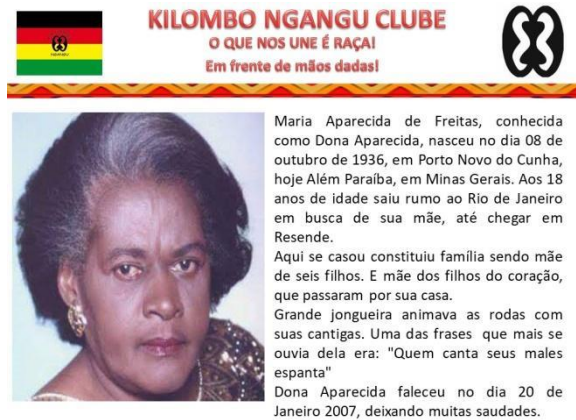 KILOMBO NGANGU CLUBE
O QUE NOS UNE É RAÇA!
Em frente de mãos dadas!
Maria Aparecida de Freitas, conhecida
como Dona Aparecida, nasceu no dia 08 de
outubro de 1936, em Porto Novo do Cunha,
hoje Além Paraíba, em Minas Gerais. Aos 18
anos de idade saiu rumo ao Rio de Janeiro
em busca de sua mãe, até chegar em
Resende.
Aqui se casou constituiu família sendo mãe
de seis filhos. E mãe dos filhos do coração,
que passaram por sua casa.
Grande jongueira animava as rodas com
suas cantigas. Uma das frases que mais se
ouvia dela era: "Quem canta seus males
espanta"
Dona Aparecida faleceu no dia 20 de
Janeiro 2007, deixando muitas saudades.